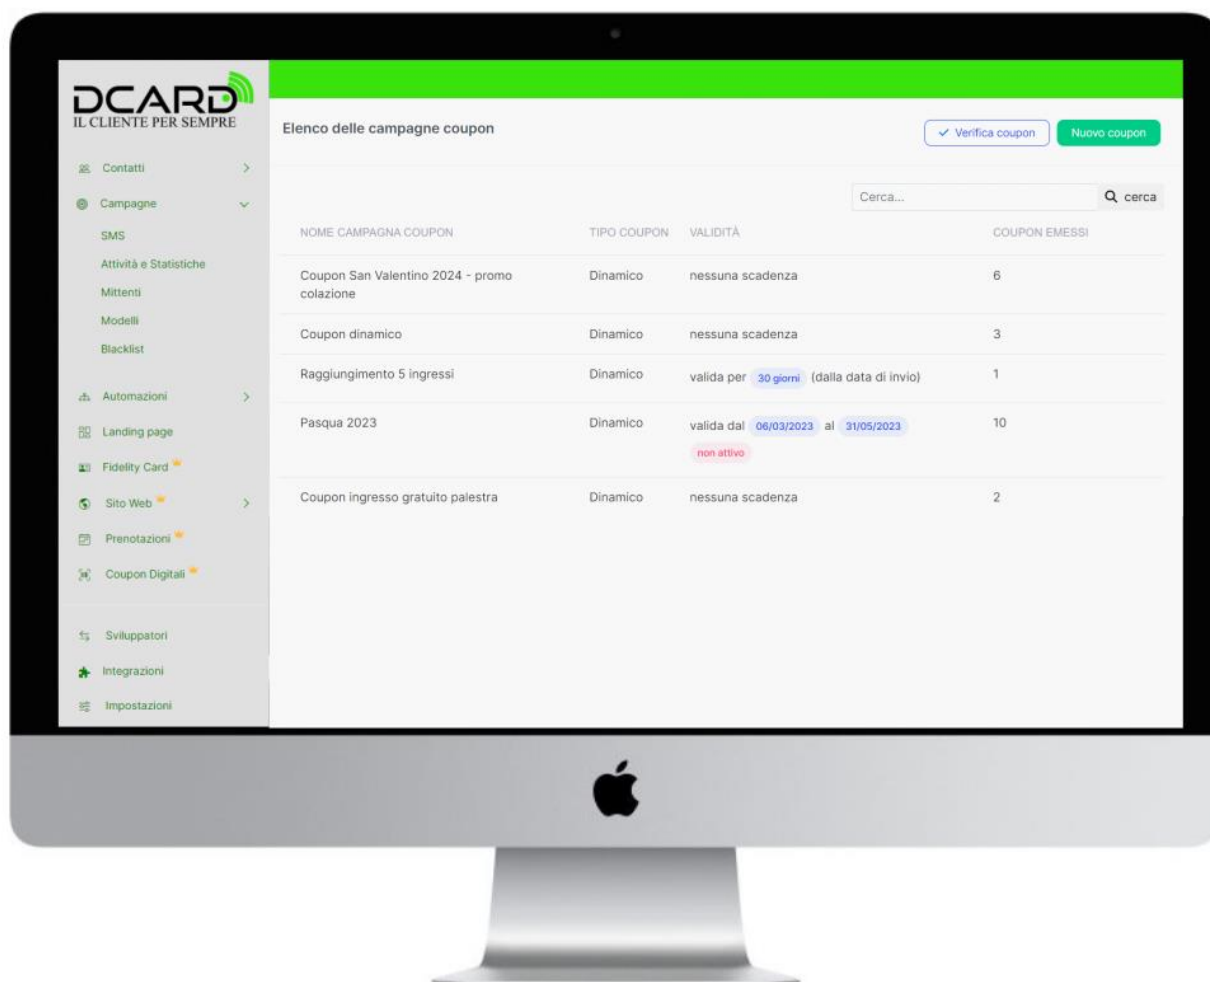 DCARD
IL CLIENTE PER SEMPRE
Contatti
Campagne
SMS
Attività e Statistiche
Mittenti
Modelli
Blacklist
Automazioni
Landing page
Fidelity Card
Sito Web
Prenotazioni
Coupon Digitali
Sviluppatori
Integrazioni
Impostazioni
Elenco delle campagne coupon
Verifica coupon
Nuovo coupon
Cerca...
cerca
NOME CAMPAGNA COUPON TIPO COUPON VALIDITÀ COUPON EMESSI
Coupon San Valentino 2024 - promo Dinamico nessuna scadenza 6
colazione
Coupon dinamico Dinamico nessuna scadenza 3
Raggiungimento 5 ingressi Dinamico valida per 30 giorni (dalla data di invio) 1
Pasqua 2023 Dinamico valida dal 06/03/2023 al 31/05/2023 10
non attivo
Coupon ingresso gratuito palestra Dinamico nessuna scadenza 2